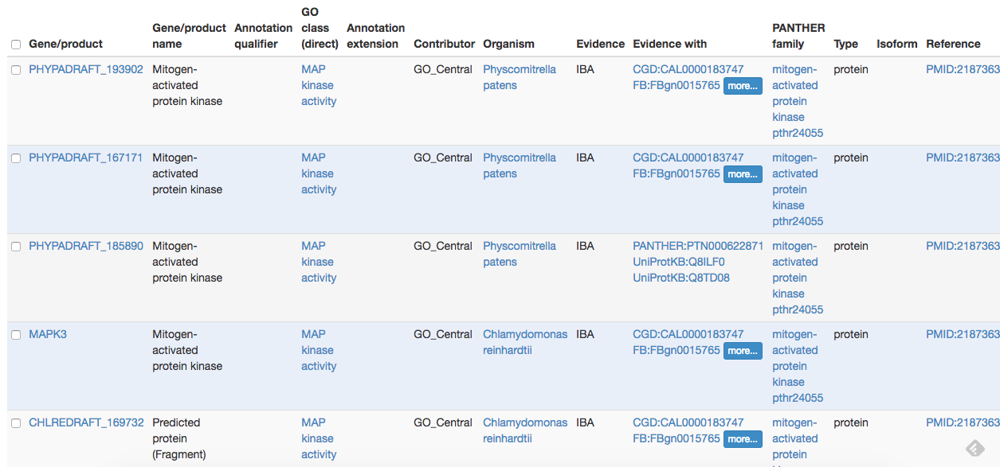 GO
Gene/product Annotation class Annotation PANTHER
Gene/product name qualifier (direct) extension Contributor Organism Evidence Evidence with family Type Isoform Reference
PHYPADRAFT_193902 Mitogen- MAP GO_Central Physcomitrella IBA CGD:CAL0000183747 mitogen- protein PMID:2187363
activated kinase patens FB:FBgn0015765 more... activated
protein kinase activity protein
kinase
pthr24055
PHYPADRAFT_167171 Mitogen- MAP GO_Central Physcomitrella IBA CGD:CAL0000183747 mitogen- protein PMID:2187363
activated kinase patens FB:FBgn0015765 more... activated
protein kinase activity protein
kinase
pthr24055
PHYPADRAFT_185890 Mitogen- MAP GO_Central Physcomitrella IBA PANTHER:PTN000622871 mitogen- protein PMID:2187363
activated kinase patens UniProtKB:Q8ILF0 activated
protein kinase activity UniProtKB:Q8TD08 protein
kinase
pthr24055
MAPK3 Mitogen- MAP GO_Central Chlamydomonas IBA CGD:CAL0000183747 mitogen- protein PMID:2187363
activated kinase reinhardtii FB:FBgn0015765 more... activated
protein kinase activity protein
kinase
pthr24055
CHLREDRAFT_169732 Predicted MAP GO_Central Chlamydomonas IBA CGD:CAL0000183747 mitogen- protein PMID:2187363
protein kinase reinhardtii FB:FBgn0015765 more... activated
(Fragment) activity protein